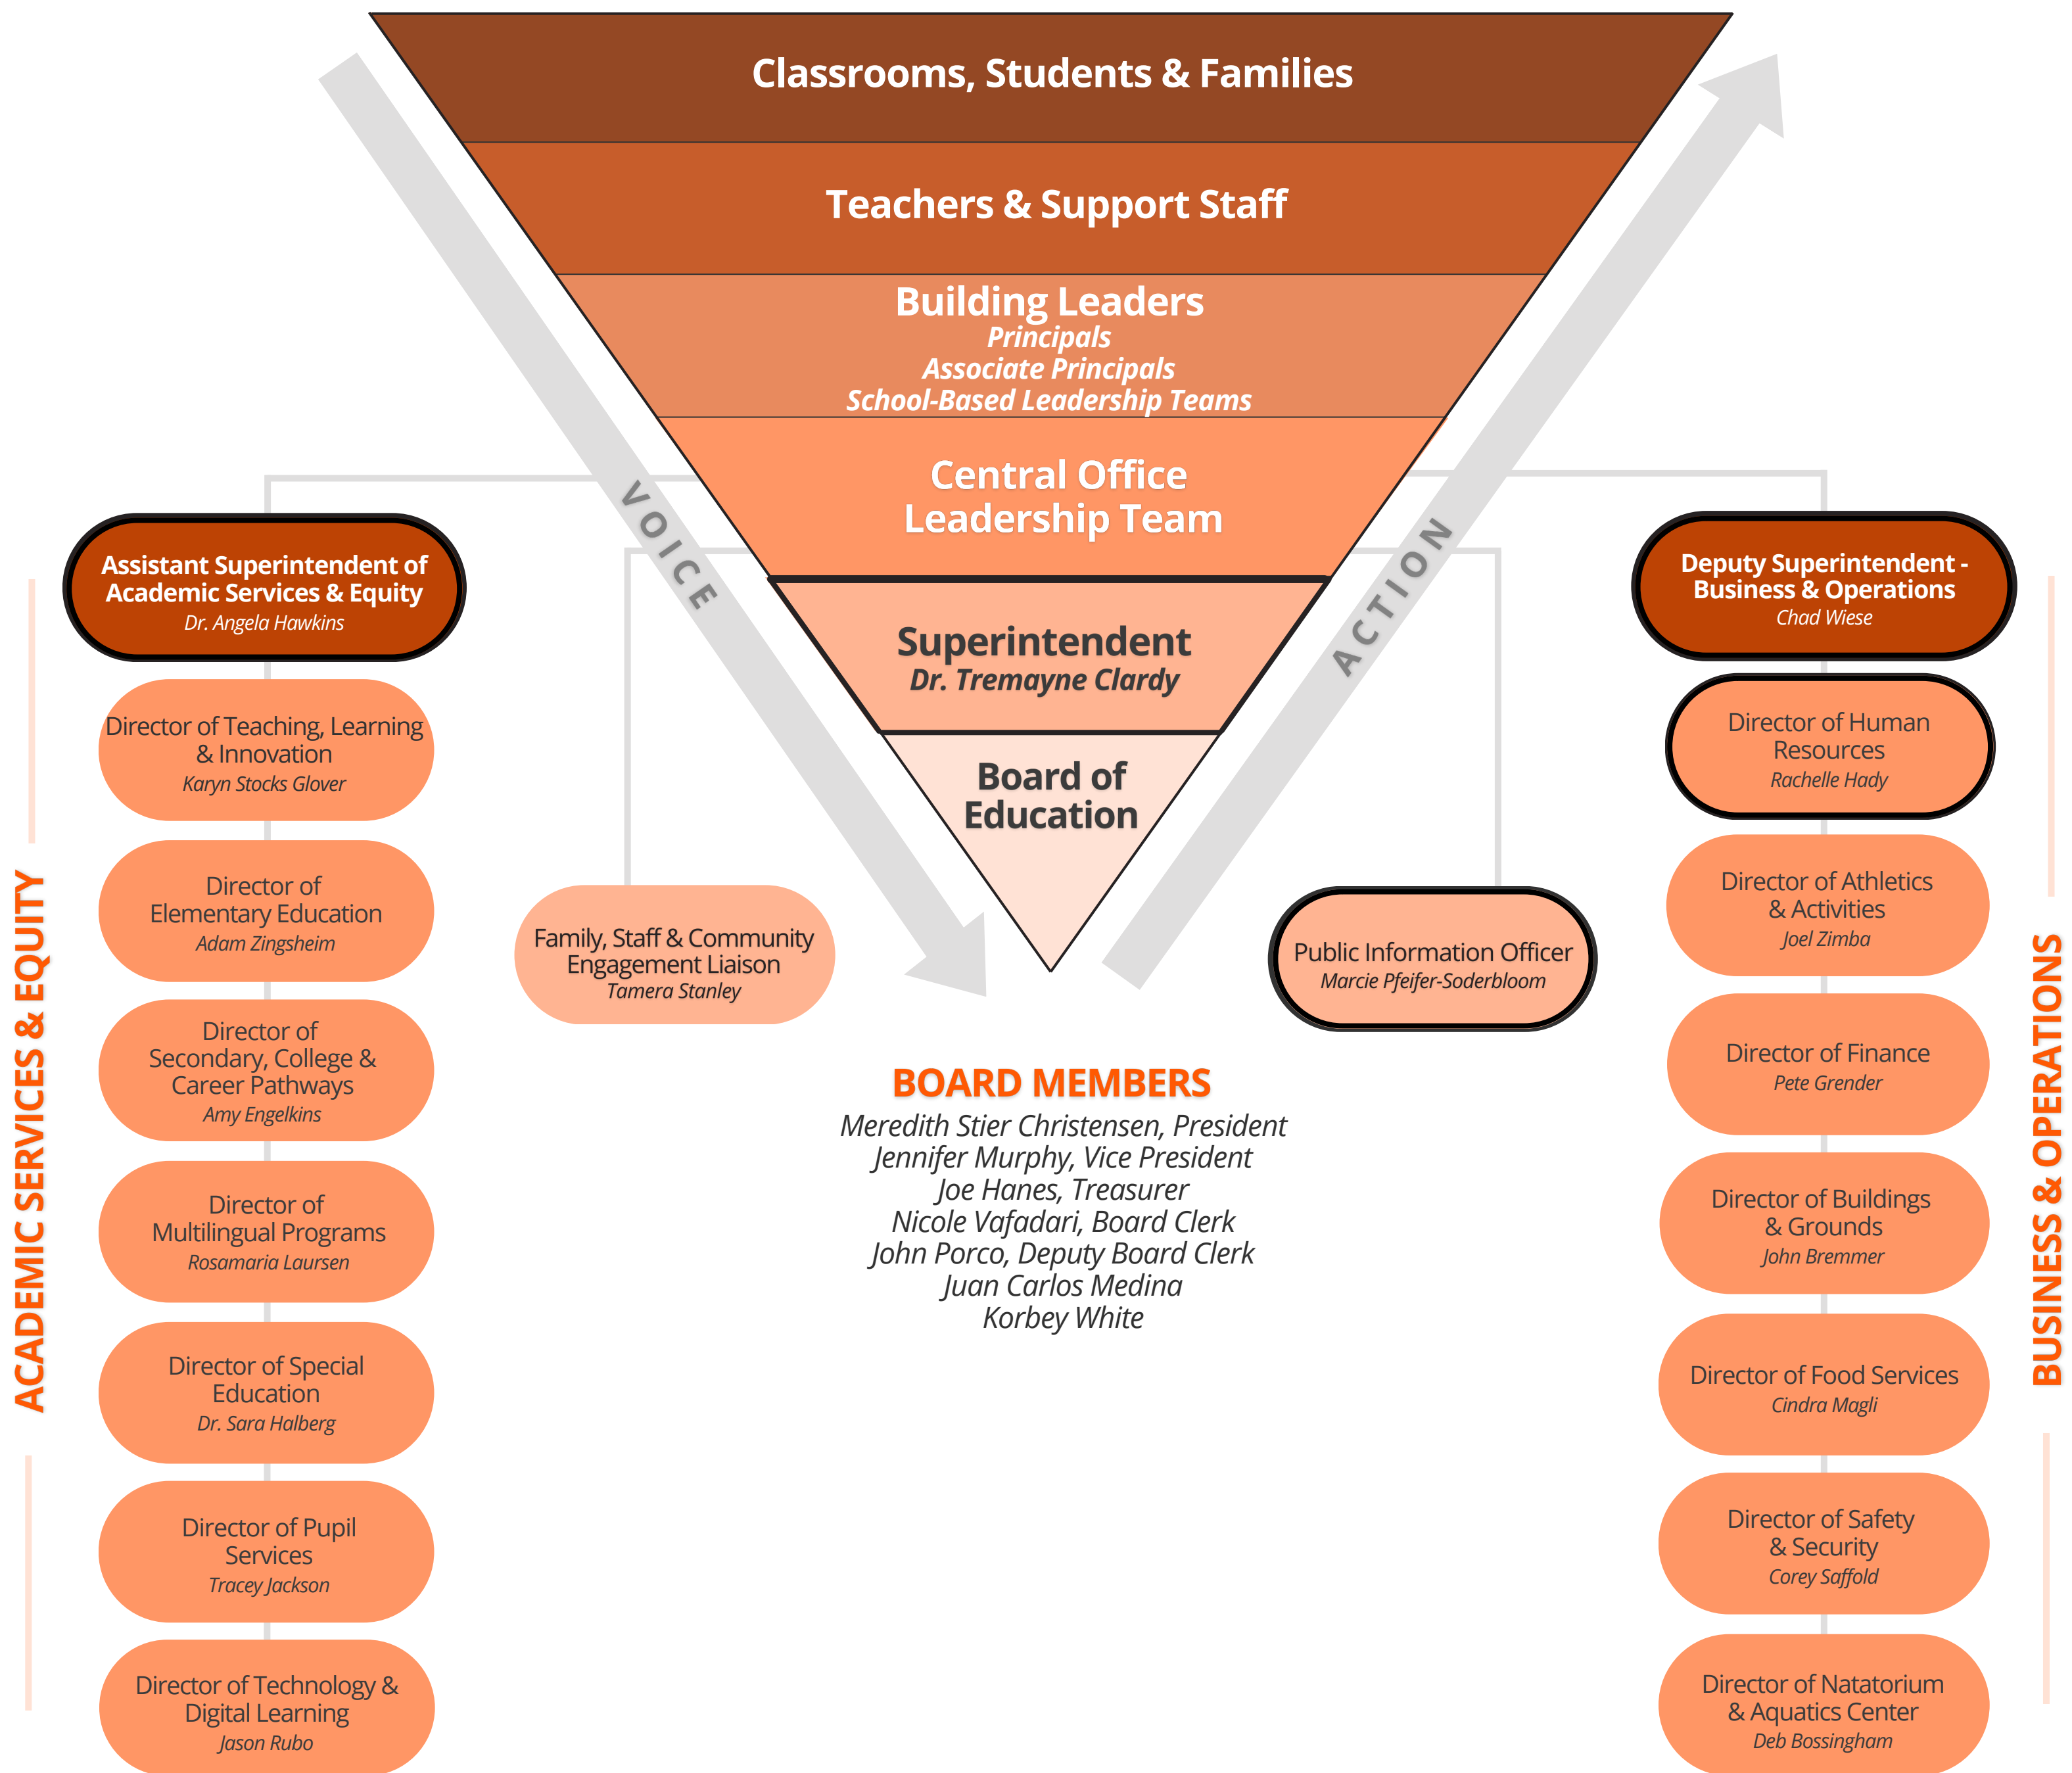 Classrooms, Students & Families
Teachers & Support Staff
Building Leaders
Principals
Associate Principals
School-Based Leadership Teams
Central Office
Leadership Team
Superintendent
Dr. Tremayne Clardy
Board of
Education
VOICE
ACTION
ACADEMIC SERVICES & EQUITY
Assistant Superintendent of
Academic Services & Equity
Dr. Angela Hawkins
Director of Teaching, Learning
& Innovation
Karyn Stocks Glover
Director of
Elementary Education
Adam Zingsheim
Director of
Secondary, College &
Career Pathways
Amy Engelkins
Director of
Multilingual Programs
Rosamaria Laursen
Director of Special
Education
Dr. Sara Halberg
Director of Pupil
Services
Tracey Jackson
Director of Technology &
Digital Learning
Jason Rubo
Family, Staff & Community
Engagement Liaison
Tamera Stanley
Public Information Officer
Marcie Pfeifer-Soderbloom
BOARD MEMBERS
Meredith Stier Christensen, President
Jennifer Murphy, Vice President
Joe Hanes, Treasurer
Nicole Vafadari, Board Clerk
John Porco, Deputy Board Clerk
Juan Carlos Medina
Korbey White
Deputy Superintendent -
Business & Operations
Chad Wiese
Director of Human
Resources
Rachelle Hady
Director of Athletics
& Activities
Joel Zimba
Director of Finance
Pete Grender
Director of Buildings
& Grounds
John Bremmer
Director of Food Services
Cindra Magli
Director of Safety
& Security
Corey Saffold
Director of Natatorium
& Aquatics Center
Deb Bossingham
BUSINESS & OPERATIONS